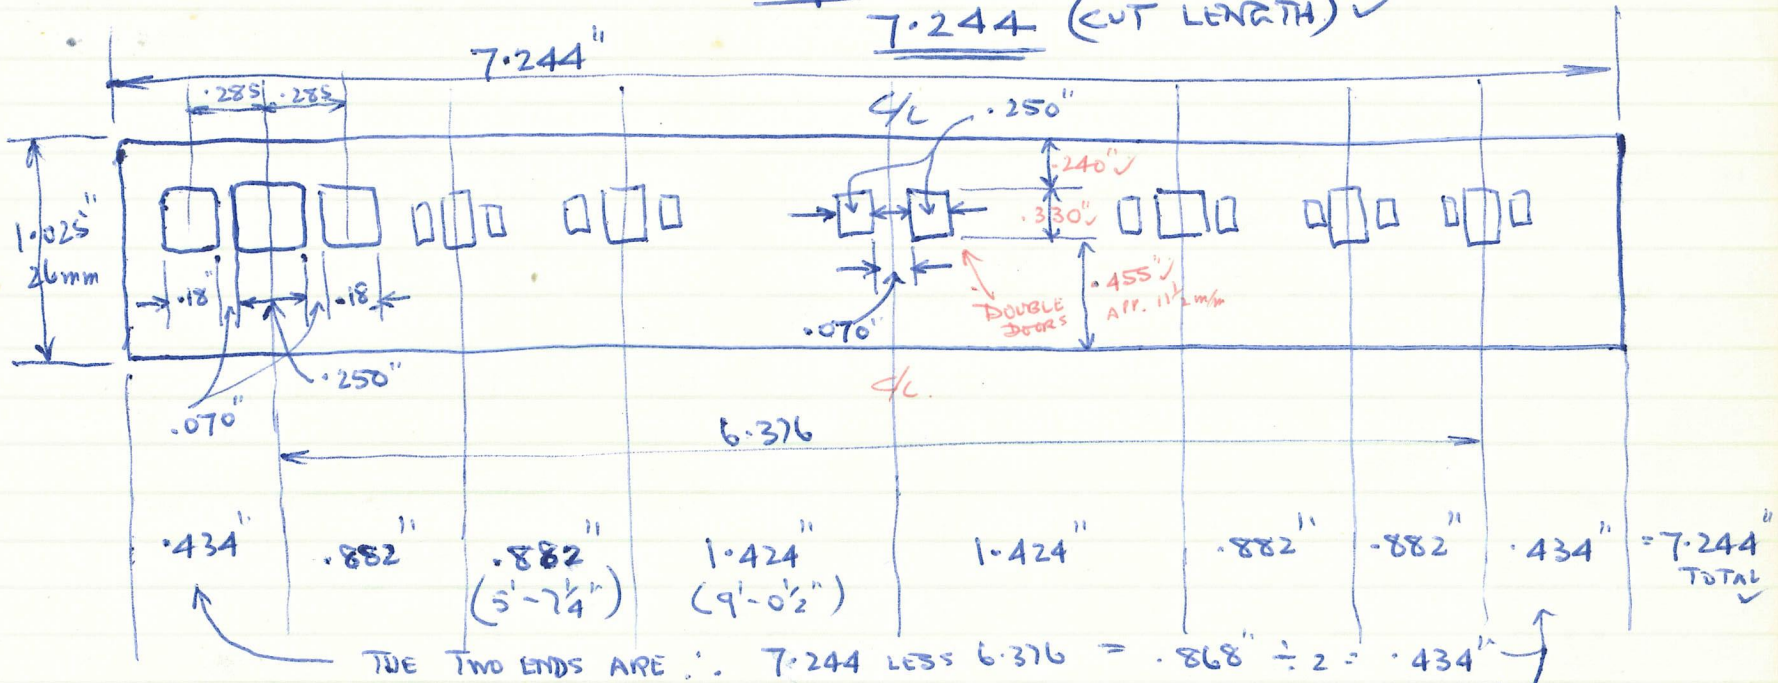 7.244 (CUT LENGTH) ✓
7.244"
.285 .285
C/L .250"
.240" ✓
1.025"
26mm
.330" ✓
.18" .18"
.455" ✓
APP. 11½ m/m
DOUBLE
DOORS
.070"
.250"
.070"
C/L.
6.376
.434" .882" .882" 1.424" 1.424" .882" .882" .434" = 7.244"
TOTAL ✓
(5'-7¼") (9'-0½")
THE TWO ENDS ARE ∴ 7.244 LESS 6.376 = .868" ÷ 2 = .434"